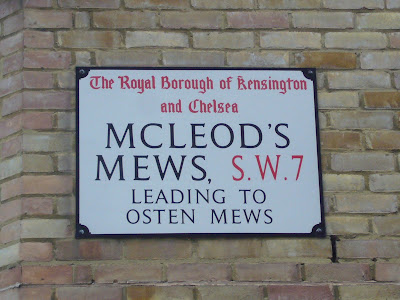 The Royal Borough of Kensington
and Chelsea
MCLEOD'S
MEWS, S.W.7
LEADING TO
OSTEN MEWS